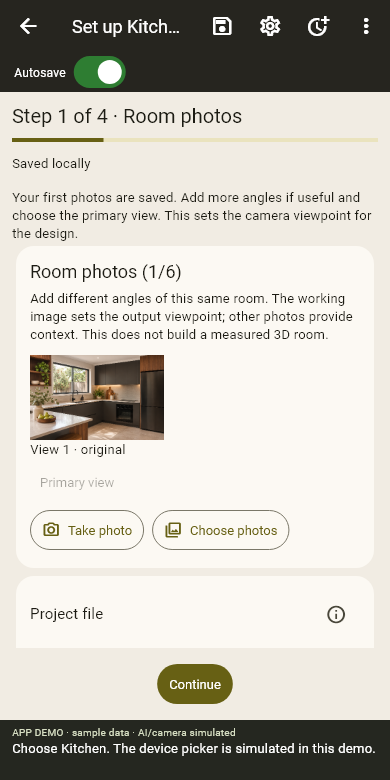 Set up Kitch...
Autosave
Step 1 of 4 · Room photos
Saved locally
Your first photos are saved. Add more angles if useful and
choose the primary view. This sets the camera viewpoint for
the design.
Room photos (1/6)
Add different angles of this same room. The working
image sets the output viewpoint; other photos provide
context. This does not build a measured 3D room.
View 1 · original
Primary view
Take photo
Choose photos
Project file
Continue
APP DEMO · sample data · AI/camera simulated
Choose Kitchen. The device picker is simulated in this demo.